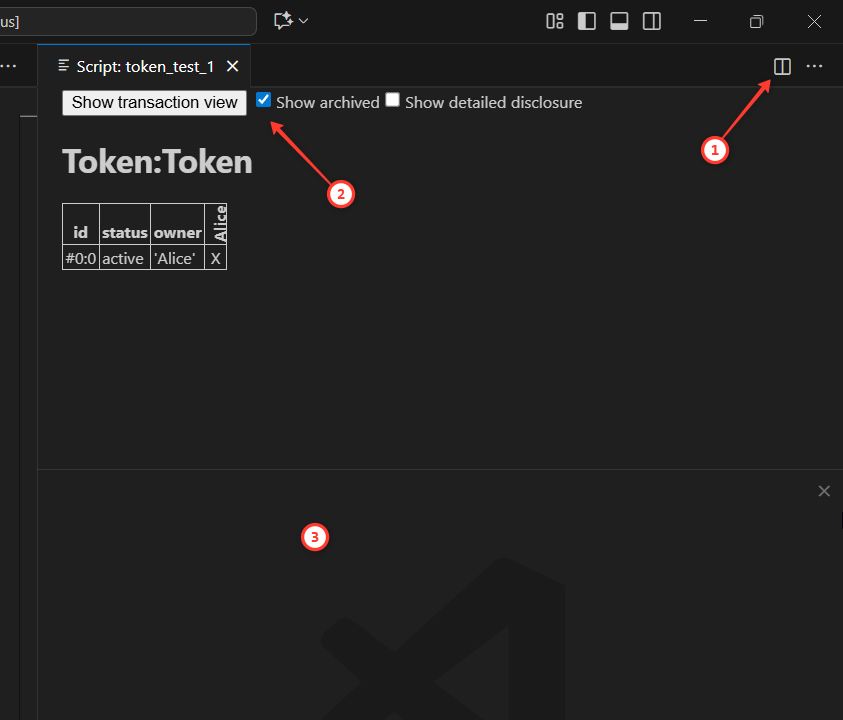 us]
Script: token_test_1
1
Show transaction view Show archived Show detailed disclosure
2
Token:Token
id status owner Alice
#0:0 active 'Alice' X
3